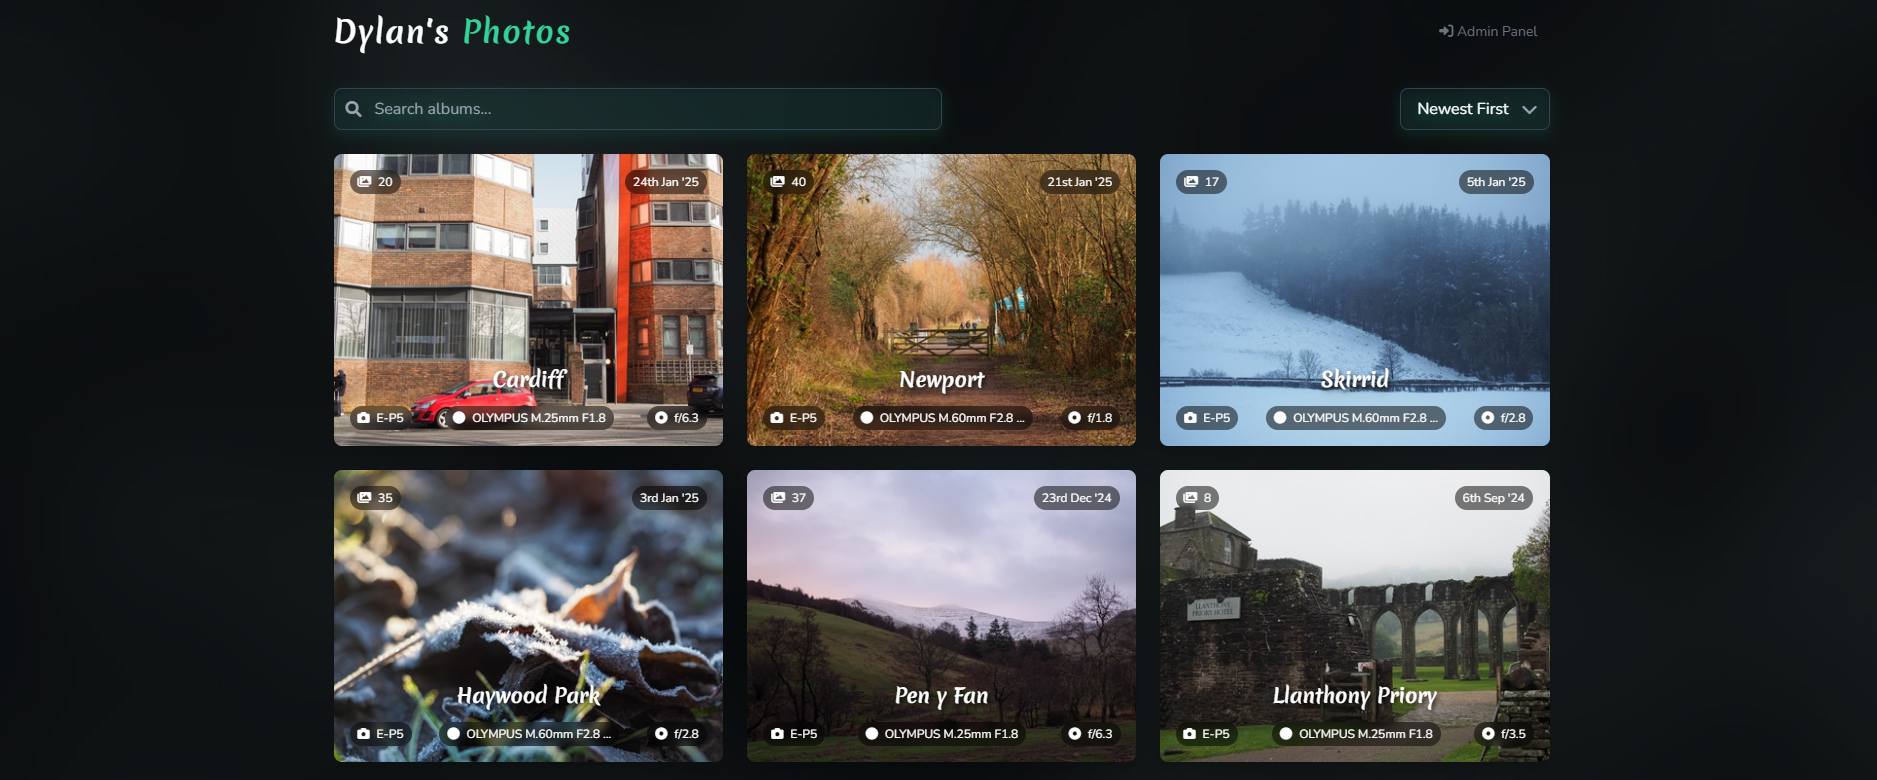 Dylan's Photos
Admin Panel
Search albums...
Newest First
20
24th Jan '25
Cardiff
E-P5
OLYMPUS M.25mm F1.8
f/6.3
40
21st Jan '25
Newport
E-P5
OLYMPUS M.60mm F2.8 ...
f/1.8
17
5th Jan '25
Skirrid
E-P5
OLYMPUS M.60mm F2.8 ...
f/2.8
35
3rd Jan '25
Haywood Park
E-P5
OLYMPUS M.60mm F2.8 ...
f/2.8
37
23rd Dec '24
Pen y Fan
E-P5
OLYMPUS M.25mm F1.8
f/6.3
8
6th Sep '24
LLANTHONY
PRIORY HOTEL
Llanthony Priory
E-P5
OLYMPUS M.25mm F1.8
f/3.5